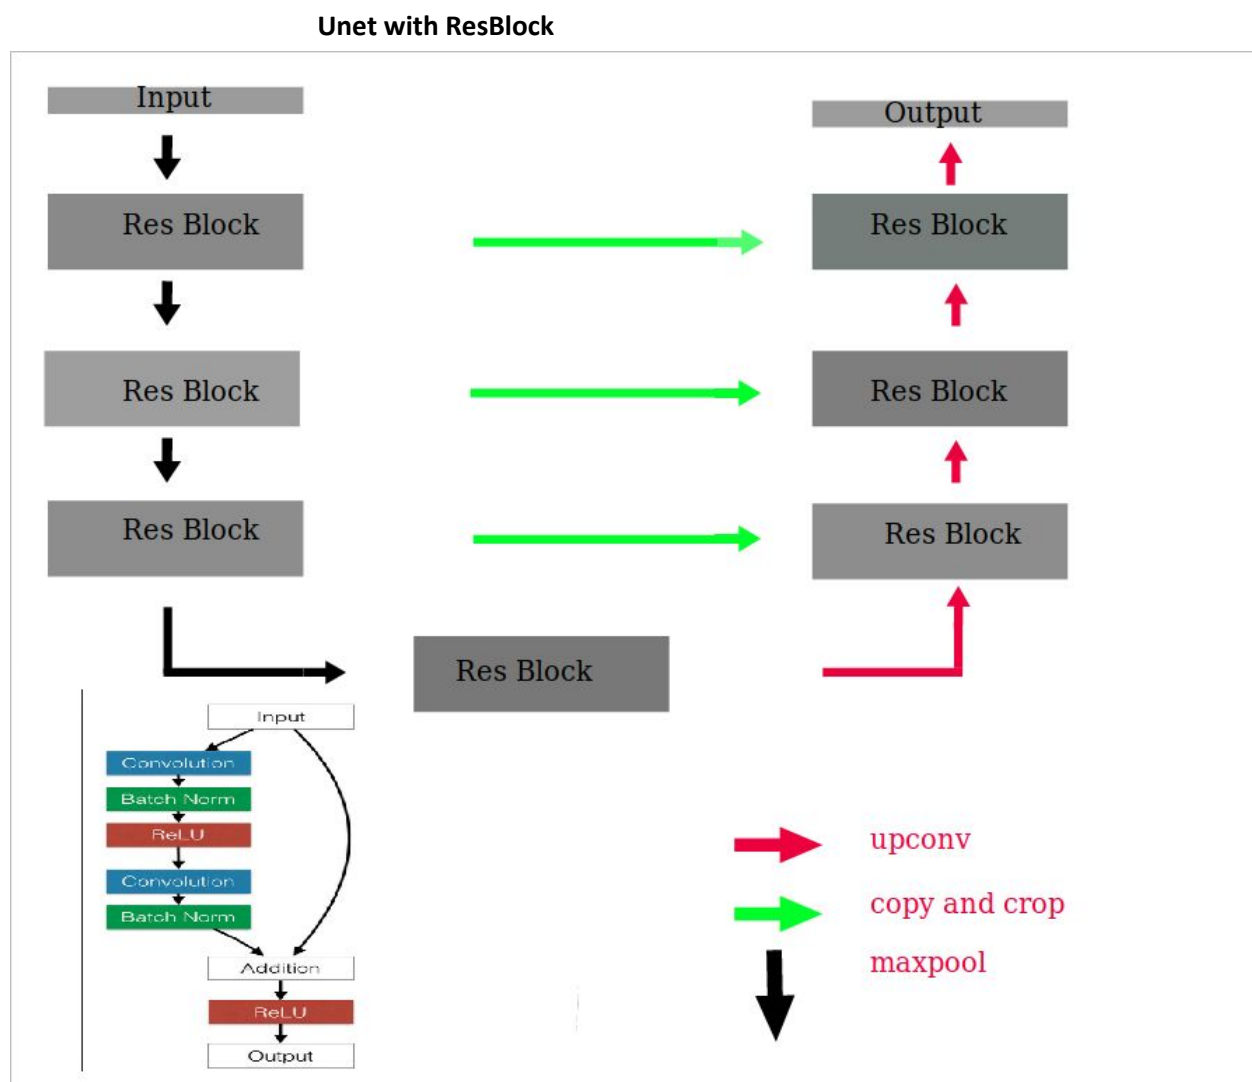 Unet with ResBlock
Input
Output
Res Block
Res Block
Res Block
Res Block
Res Block
Res Block
Res Block
Input
Convolution
Batch Norm
ReLU
Convolution
Batch Norm
Addition
ReLU
Output
upconv
copy and crop
maxpool